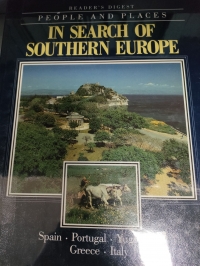 READER'S DIGEST
PEOPLE AND PLACES
IN SEARCH OF
SOUTHERN EUROPE
Spain · Portugal ·
Greece · Italy